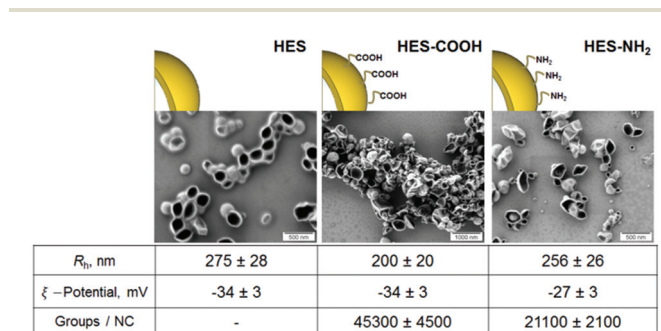 HES
HES-COOH
HES-NH₂
COOH
COOH
COOH
NH₂
NH₂
NH₂
500 nm
1000 nm
500 nm
Rₕ, nm 275 ± 28 200 ± 20 256 ± 26
ξ –Potential, mV -34 ± 3 -34 ± 3 -27 ± 3
Groups / NC - 45300 ± 4500 21100 ± 2100